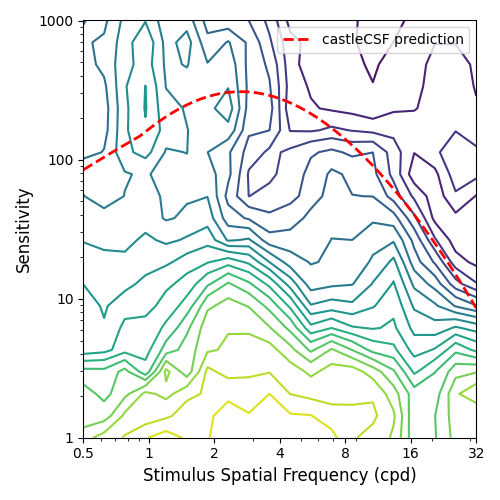 castleCSF prediction
1000
100
10
1
Sensitivity
0.5 1 2 4 8 16 32
Stimulus Spatial Frequency (cpd)